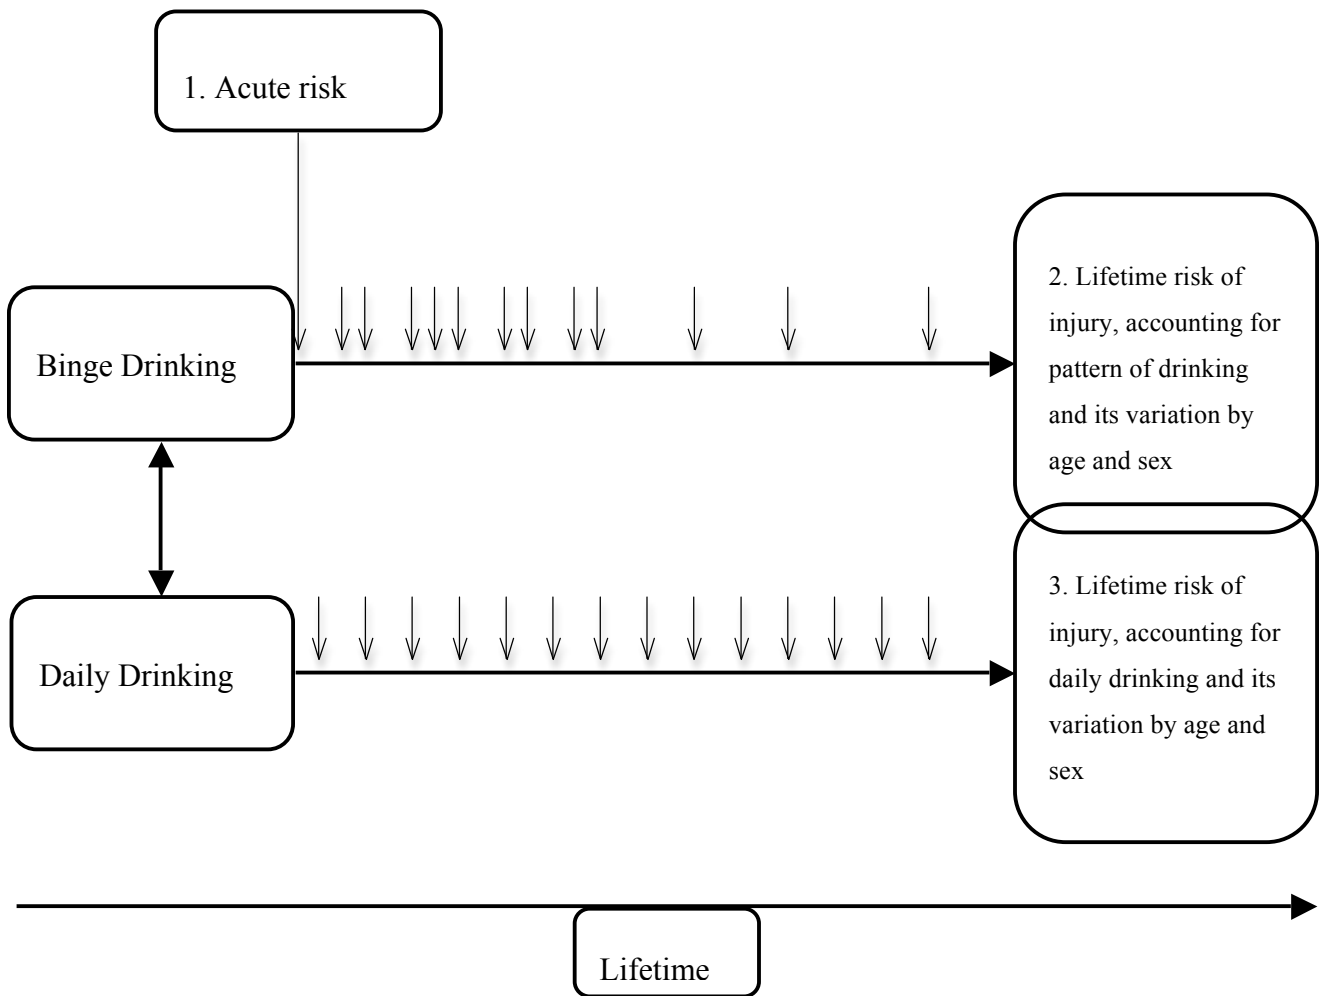 1. Acute risk
Binge Drinking
2. Lifetime risk of
injury, accounting for
pattern of drinking
and its variation by
age and sex
Daily Drinking
3. Lifetime risk of
injury, accounting for
daily drinking and its
variation by age and
sex
Lifetime